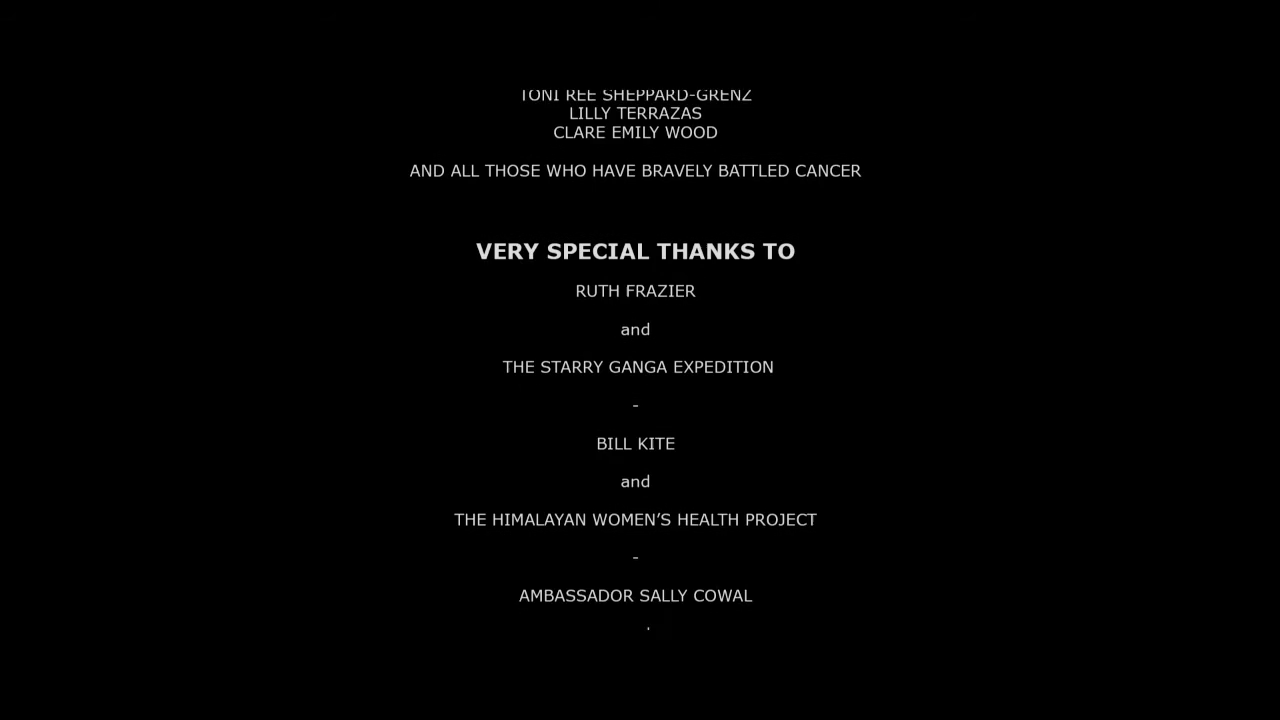 TONI REE SHEPPARD-GRENZ
LILLY TERRAZAS
CLARE EMILY WOOD
AND ALL THOSE WHO HAVE BRAVELY BATTLED CANCER
VERY SPECIAL THANKS TO
RUTH FRAZIER
and
THE STARRY GANGA EXPEDITION
-
BILL KITE
and
THE HIMALAYAN WOMEN’S HEALTH PROJECT
-
AMBASSADOR SALLY COWAL